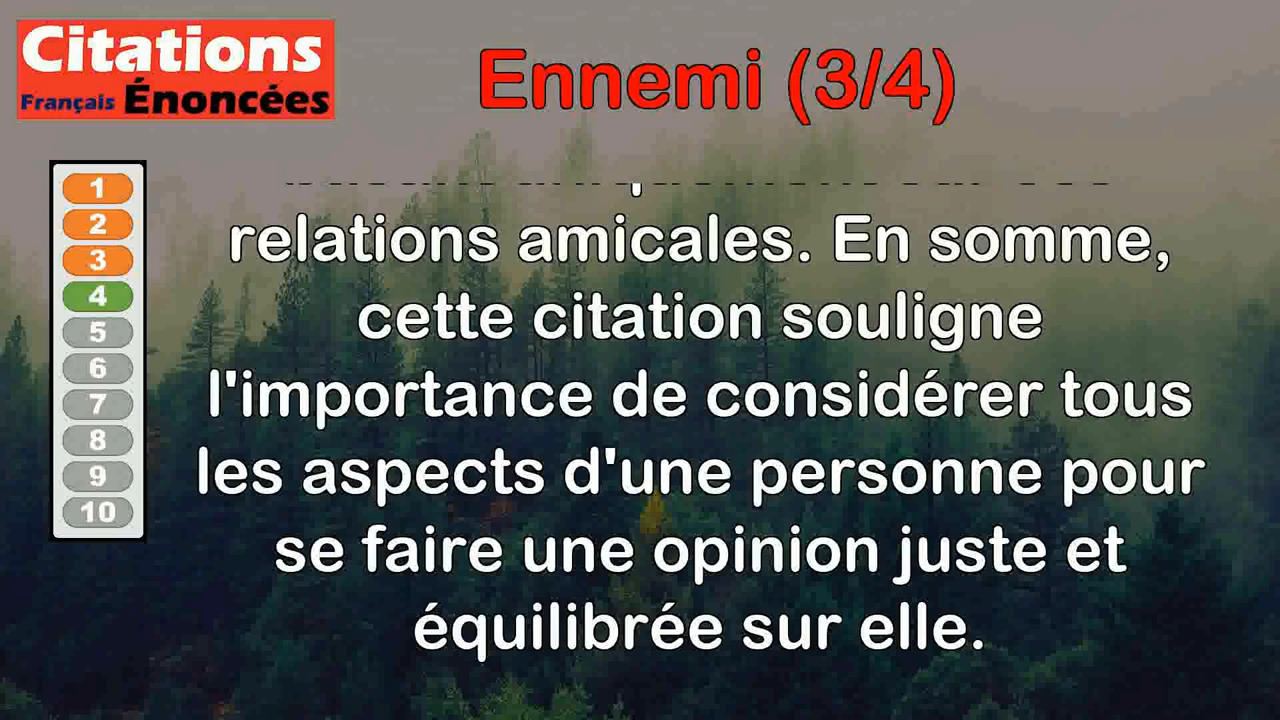 Citations
Français Énoncées
Ennemi (3/4)
1
2
3
4
5
6
7
8
9
10
relations amicales. En somme,
cette citation souligne
l'importance de considérer tous
les aspects d'une personne pour
se faire une opinion juste et
équilibrée sur elle.